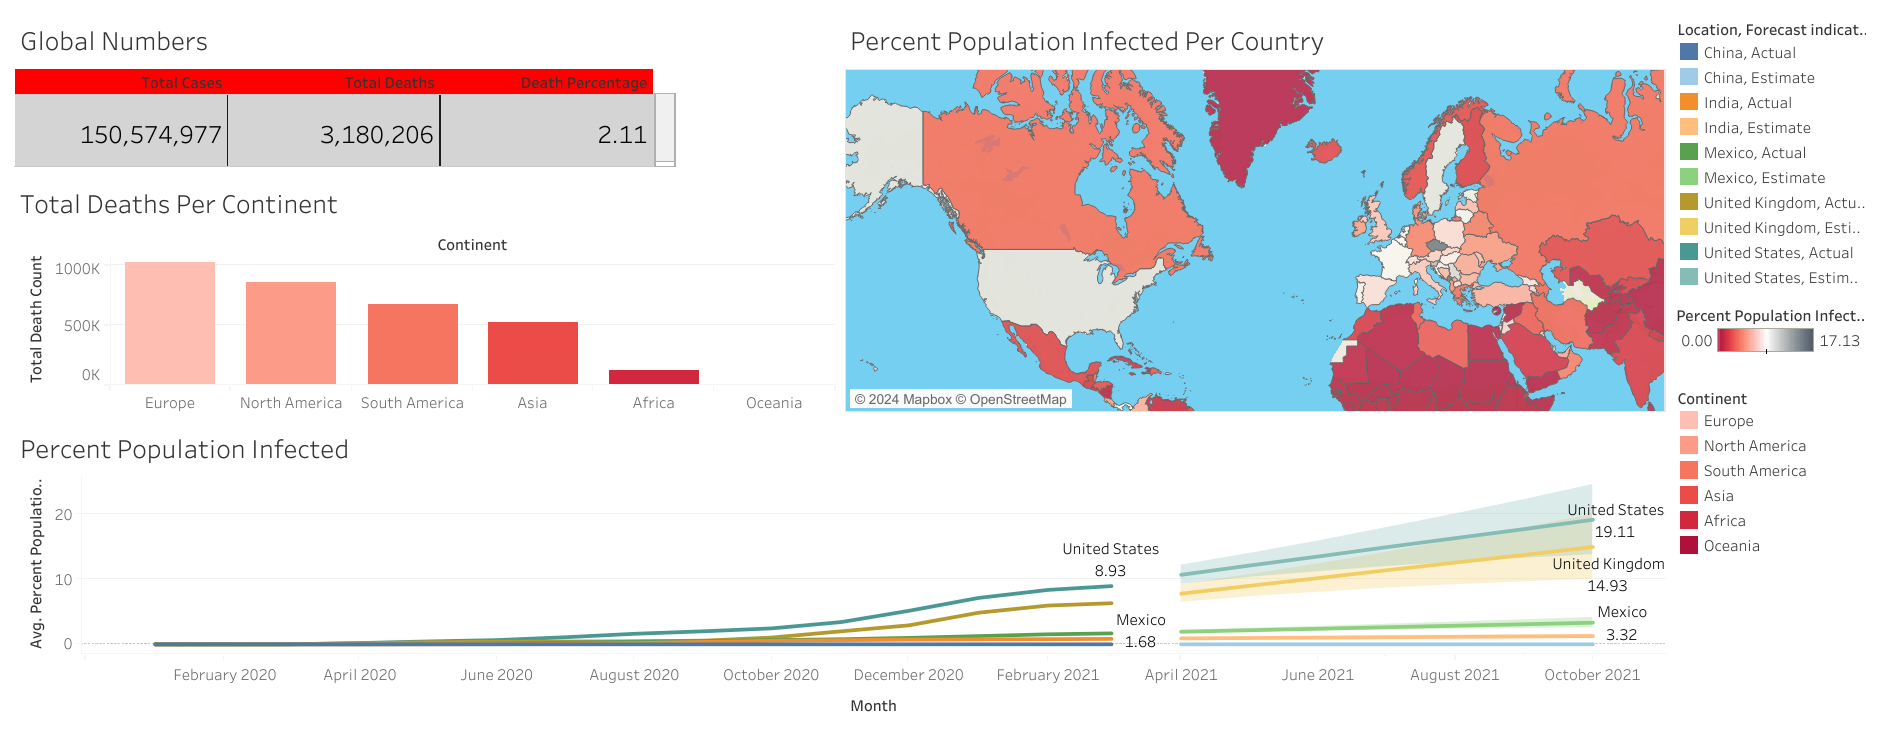 Global Numbers
Total Cases Total Deaths Death Percentage
150,574,977 3,180,206 2.11
Total Deaths Per Continent
Continent
Total Death Count
1000K
500K
0K
Europe North America South America Asia Africa Oceania
Percent Population Infected Per Country
© 2024 Mapbox © OpenStreetMap
Location, Forecast indicat..
China, Actual
China, Estimate
India, Actual
India, Estimate
Mexico, Actual
Mexico, Estimate
United Kingdom, Actu..
United Kingdom, Esti..
United States, Actual
United States, Estim..
Percent Population Infect..
0.00 17.13
Continent
Europe
North America
South America
Asia
Africa
Oceania
Percent Population Infected
Avg. Percent Populatio..
20
10
0
United States
8.93
Mexico
1.68
United States
19.11
United Kingdom
14.93
Mexico
3.32
February 2020 April 2020 June 2020 August 2020 October 2020 December 2020 February 2021 April 2021 June 2021 August 2021 October 2021
Month